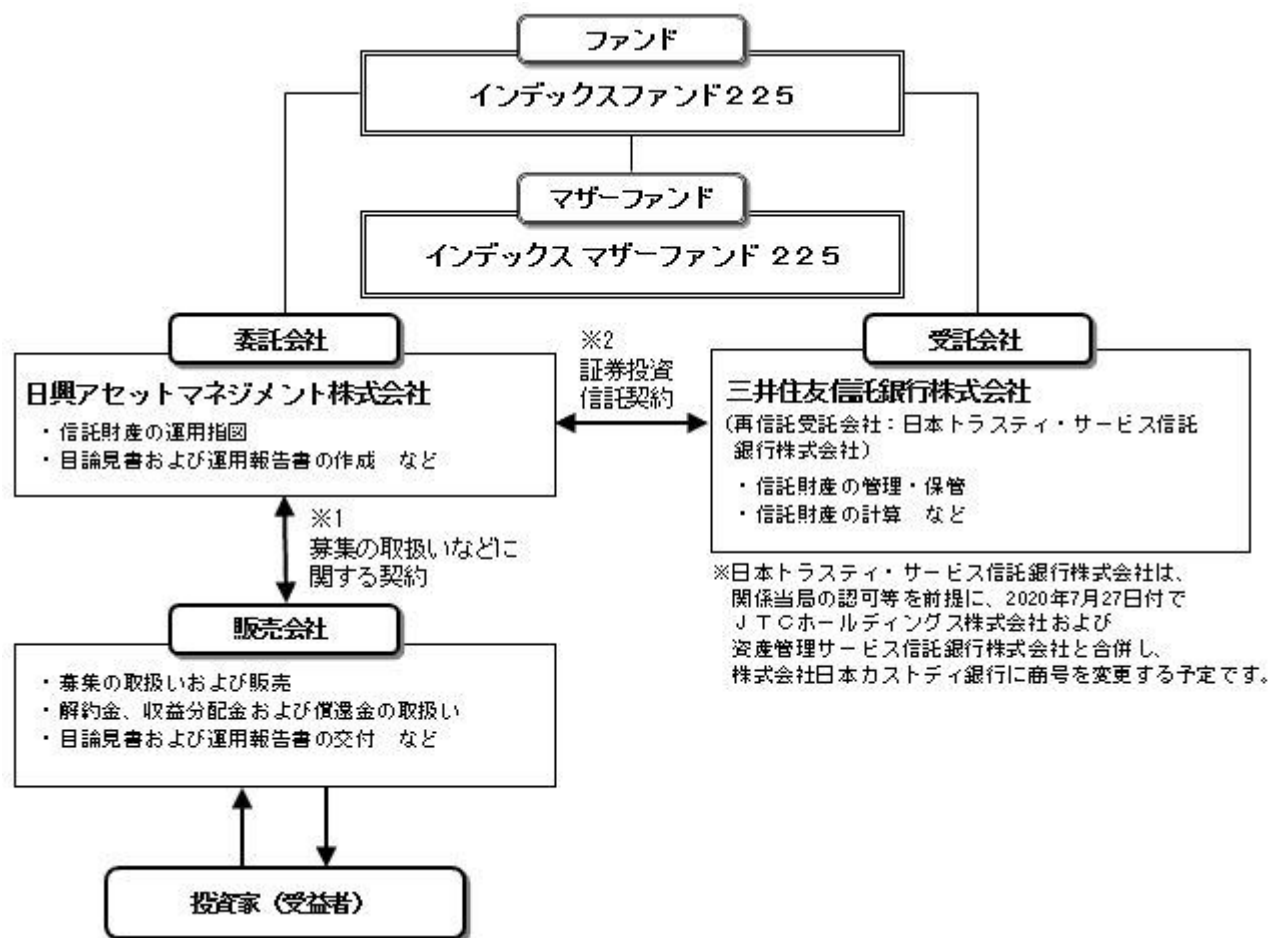 ファンド
インデックスファンド２２５
マザーファンド
インデックス マザーファンド ２２５
委託会社
日興アセットマネジメント株式会社
・信託財産の運用指図
・目論見書および運用報告書の作成　など
※2
証券投資
信託契約
受託会社
三井住友信託銀行株式会社
（再信託受託会社：日本トラスティ・サービス信託
銀行株式会社）
・信託財産の管理・保管
・信託財産の計算　など
※日本トラスティ・サービス信託銀行株式会社は、
関係当局の認可等を前提に、2020年7月27日付で
ＪＴＣホールディングス株式会社および
資産管理サービス信託銀行株式会社と合併し、
株式会社日本カストディ銀行に商号を変更する予定です。
※1
募集の取扱いなどに
関する契約
販売会社
・募集の取扱いおよび販売
・解約金、収益分配金および償還金の取扱い
・目論見書および運用報告書の交付　など
投資家（受益者）